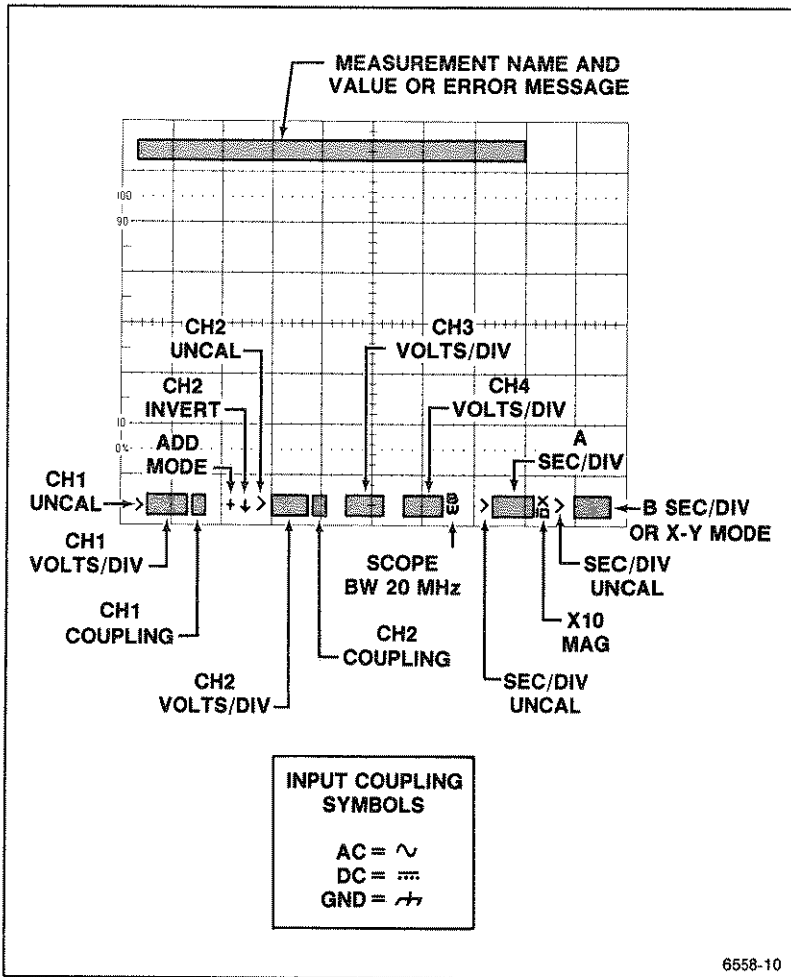 MEASUREMENT NAME AND
VALUE OR ERROR MESSAGE
100
90
CH2
UNCAL
CH3
VOLTS/DIV
CH2
INVERT
CH4
VOLTS/DIV
10
ADD
MODE
0%
A
SEC/DIV
CH1
UNCAL
> + ↓ > BW > X10 >
B SEC/DIV
OR X-Y MODE
CH1
VOLTS/DIV
SCOPE
BW 20 MHz
SEC/DIV
UNCAL
CH1
COUPLING
CH2
COUPLING
X10
MAG
CH2
VOLTS/DIV
SEC/DIV
UNCAL
INPUT COUPLING
SYMBOLS
AC = ∿
DC = ⎓
GND =
6558-10